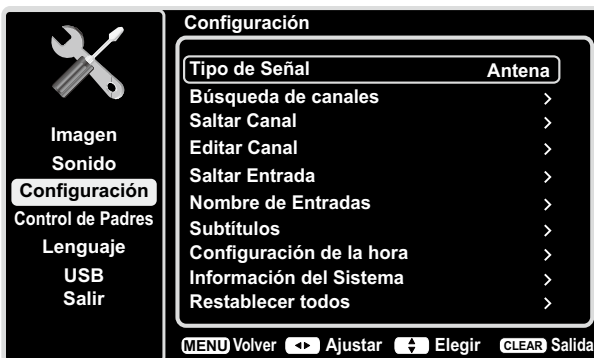 Configuración
Tipo de Señal Antena
Búsqueda de canales
Saltar Canal
Editar Canal
Saltar Entrada
Nombre de Entradas
Subtítulos
Configuración de la hora
Información del Sistema
Restablecer todos
Imagen
Sonido
Configuración
Control de Padres
Lenguaje
USB
Salir
MENU Volver Ajustar Elegir CLEAR Salida